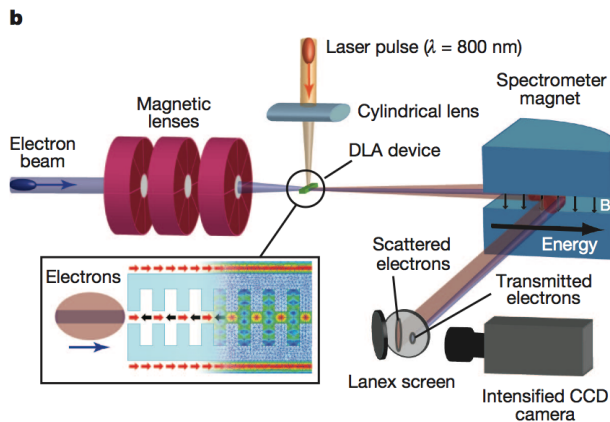 b
Laser pulse (λ = 800 nm)
Spectrometer
magnet
Magnetic
lenses
Cylindrical lens
Electron
beam
DLA device
B
Energy
Electrons
Scattered
electrons
Transmitted
electrons
Lanex screen
Intensified CCD
camera